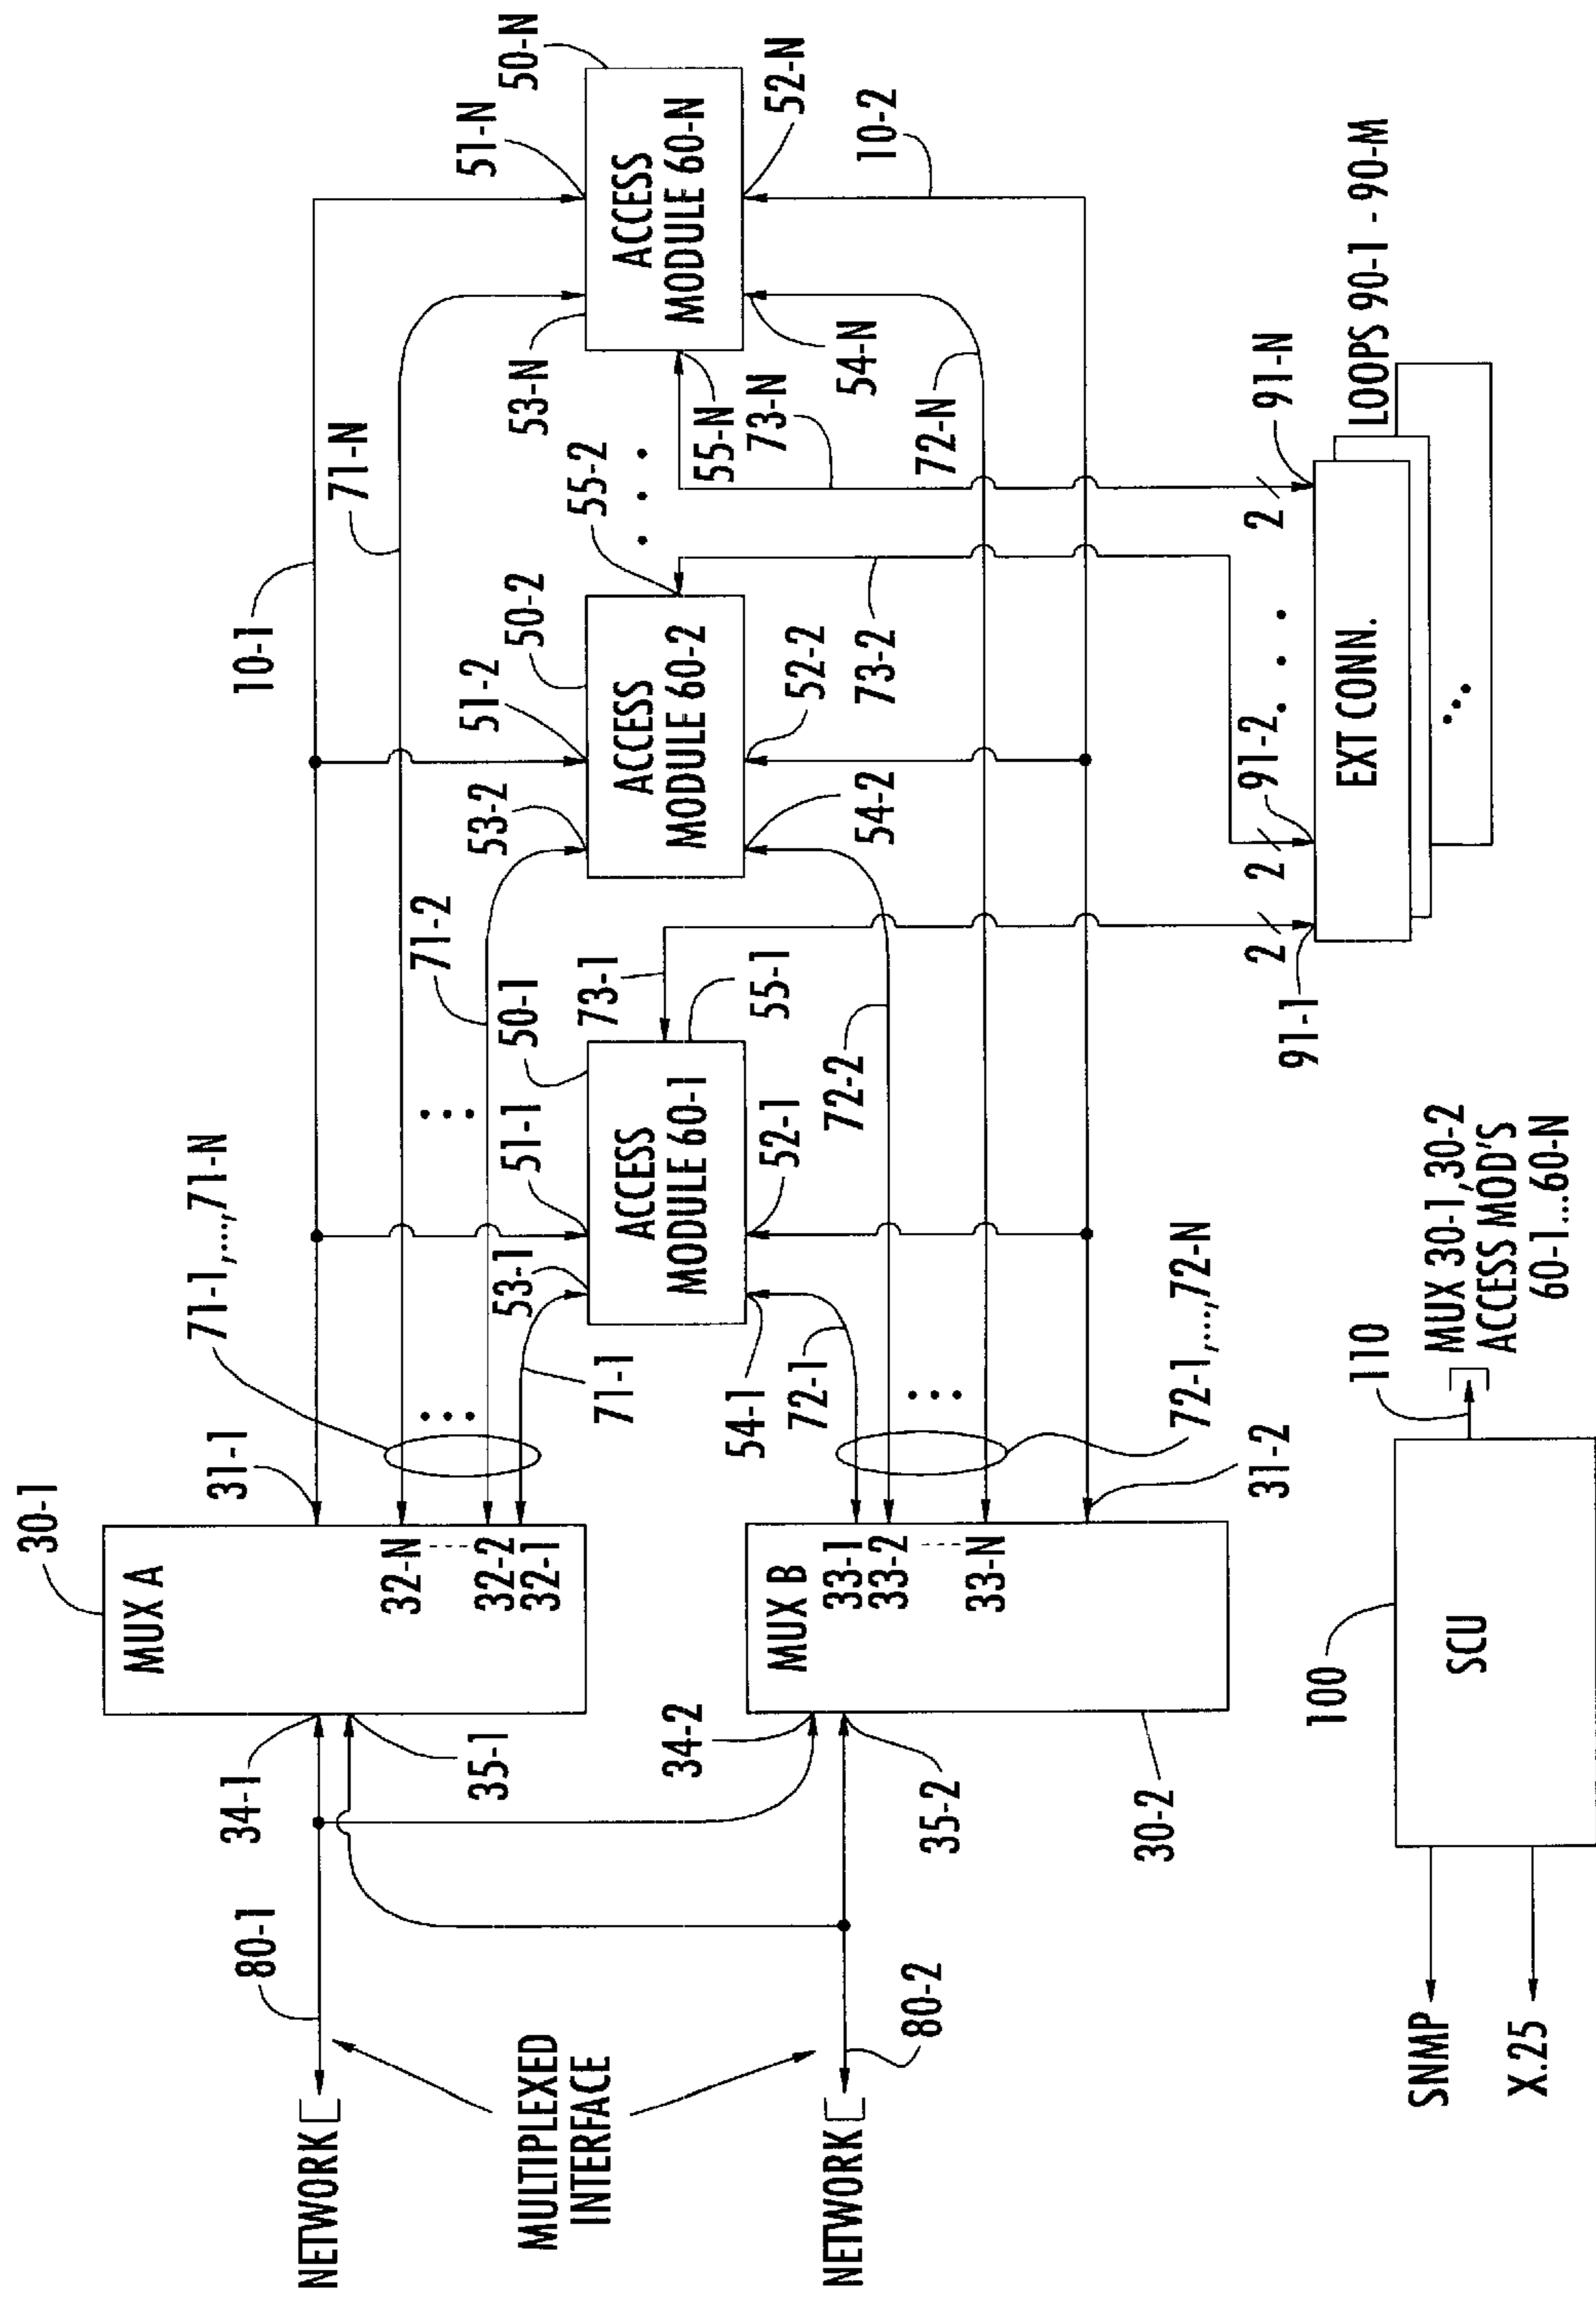 30-1
MUX A
31-1
32-N
32-2
32-1
34-1
35-1
71-1,...,71-N
10-1
71-N
71-2
71-1
80-1
NETWORK
MULTIPLEXED
INTERFACE
NETWORK
80-2
34-2
35-2
30-2
MUX B
33-1
33-2
33-N
31-2
72-1,...,72-N
50-1
51-1
53-1
ACCESS
MODULE 60-1
52-1
54-1
55-1
72-1
73-1
72-2
50-2
51-2
53-2
ACCESS
MODULE 60-2
52-2
54-2
55-2
73-2
50-N
51-N
53-N
ACCESS
MODULE 60-N
52-N
54-N
55-N
73-N
72-N
10-2
2
2
2
91-1
91-2
91-N
EXT CONN.
LOOPS 90-1 - 90-M
100
SCU
110
MUX 30-1,30-2
ACCESS MOD'S
60-1...60-N
SNMP
X.25